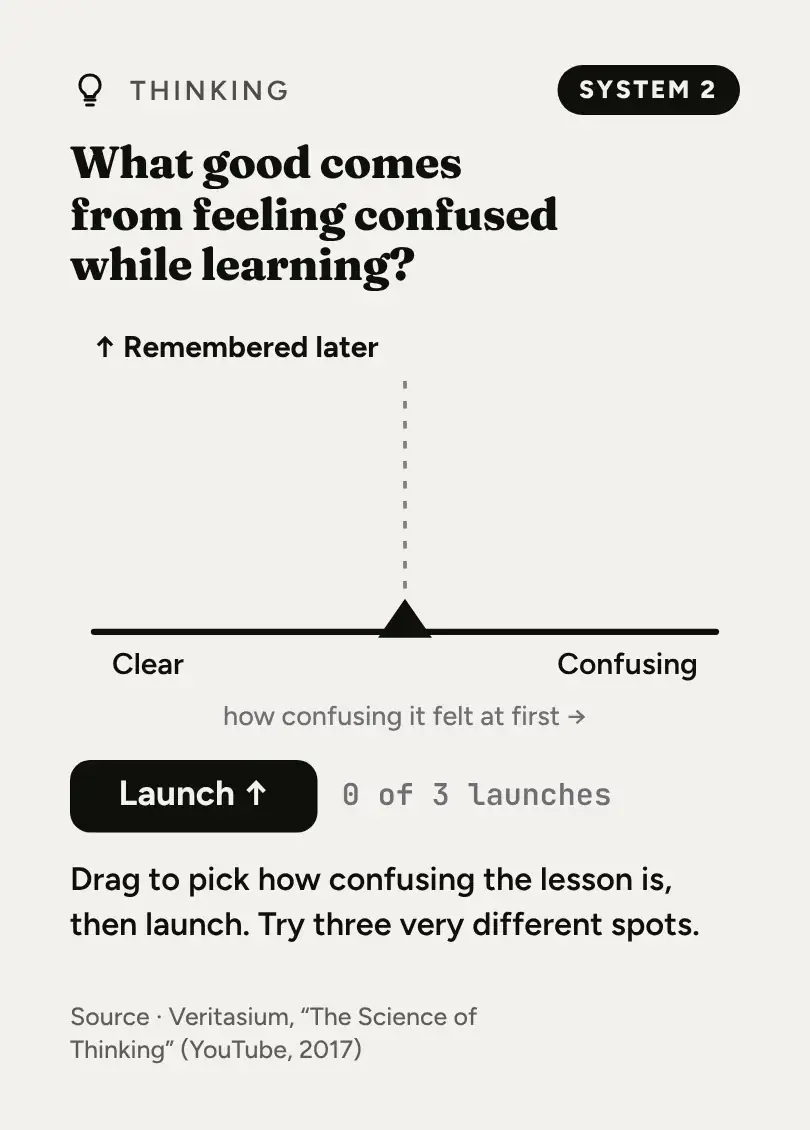 THINKING
SYSTEM 2
What good comes
from feeling confused
while learning?
↑ Remembered later
Clear
Confusing
how confusing it felt at first →
Launch ↑
0 of 3 launches
Drag to pick how confusing the lesson is,
then launch. Try three very different spots.
Source · Veritasium, “The Science of
Thinking” (YouTube, 2017)